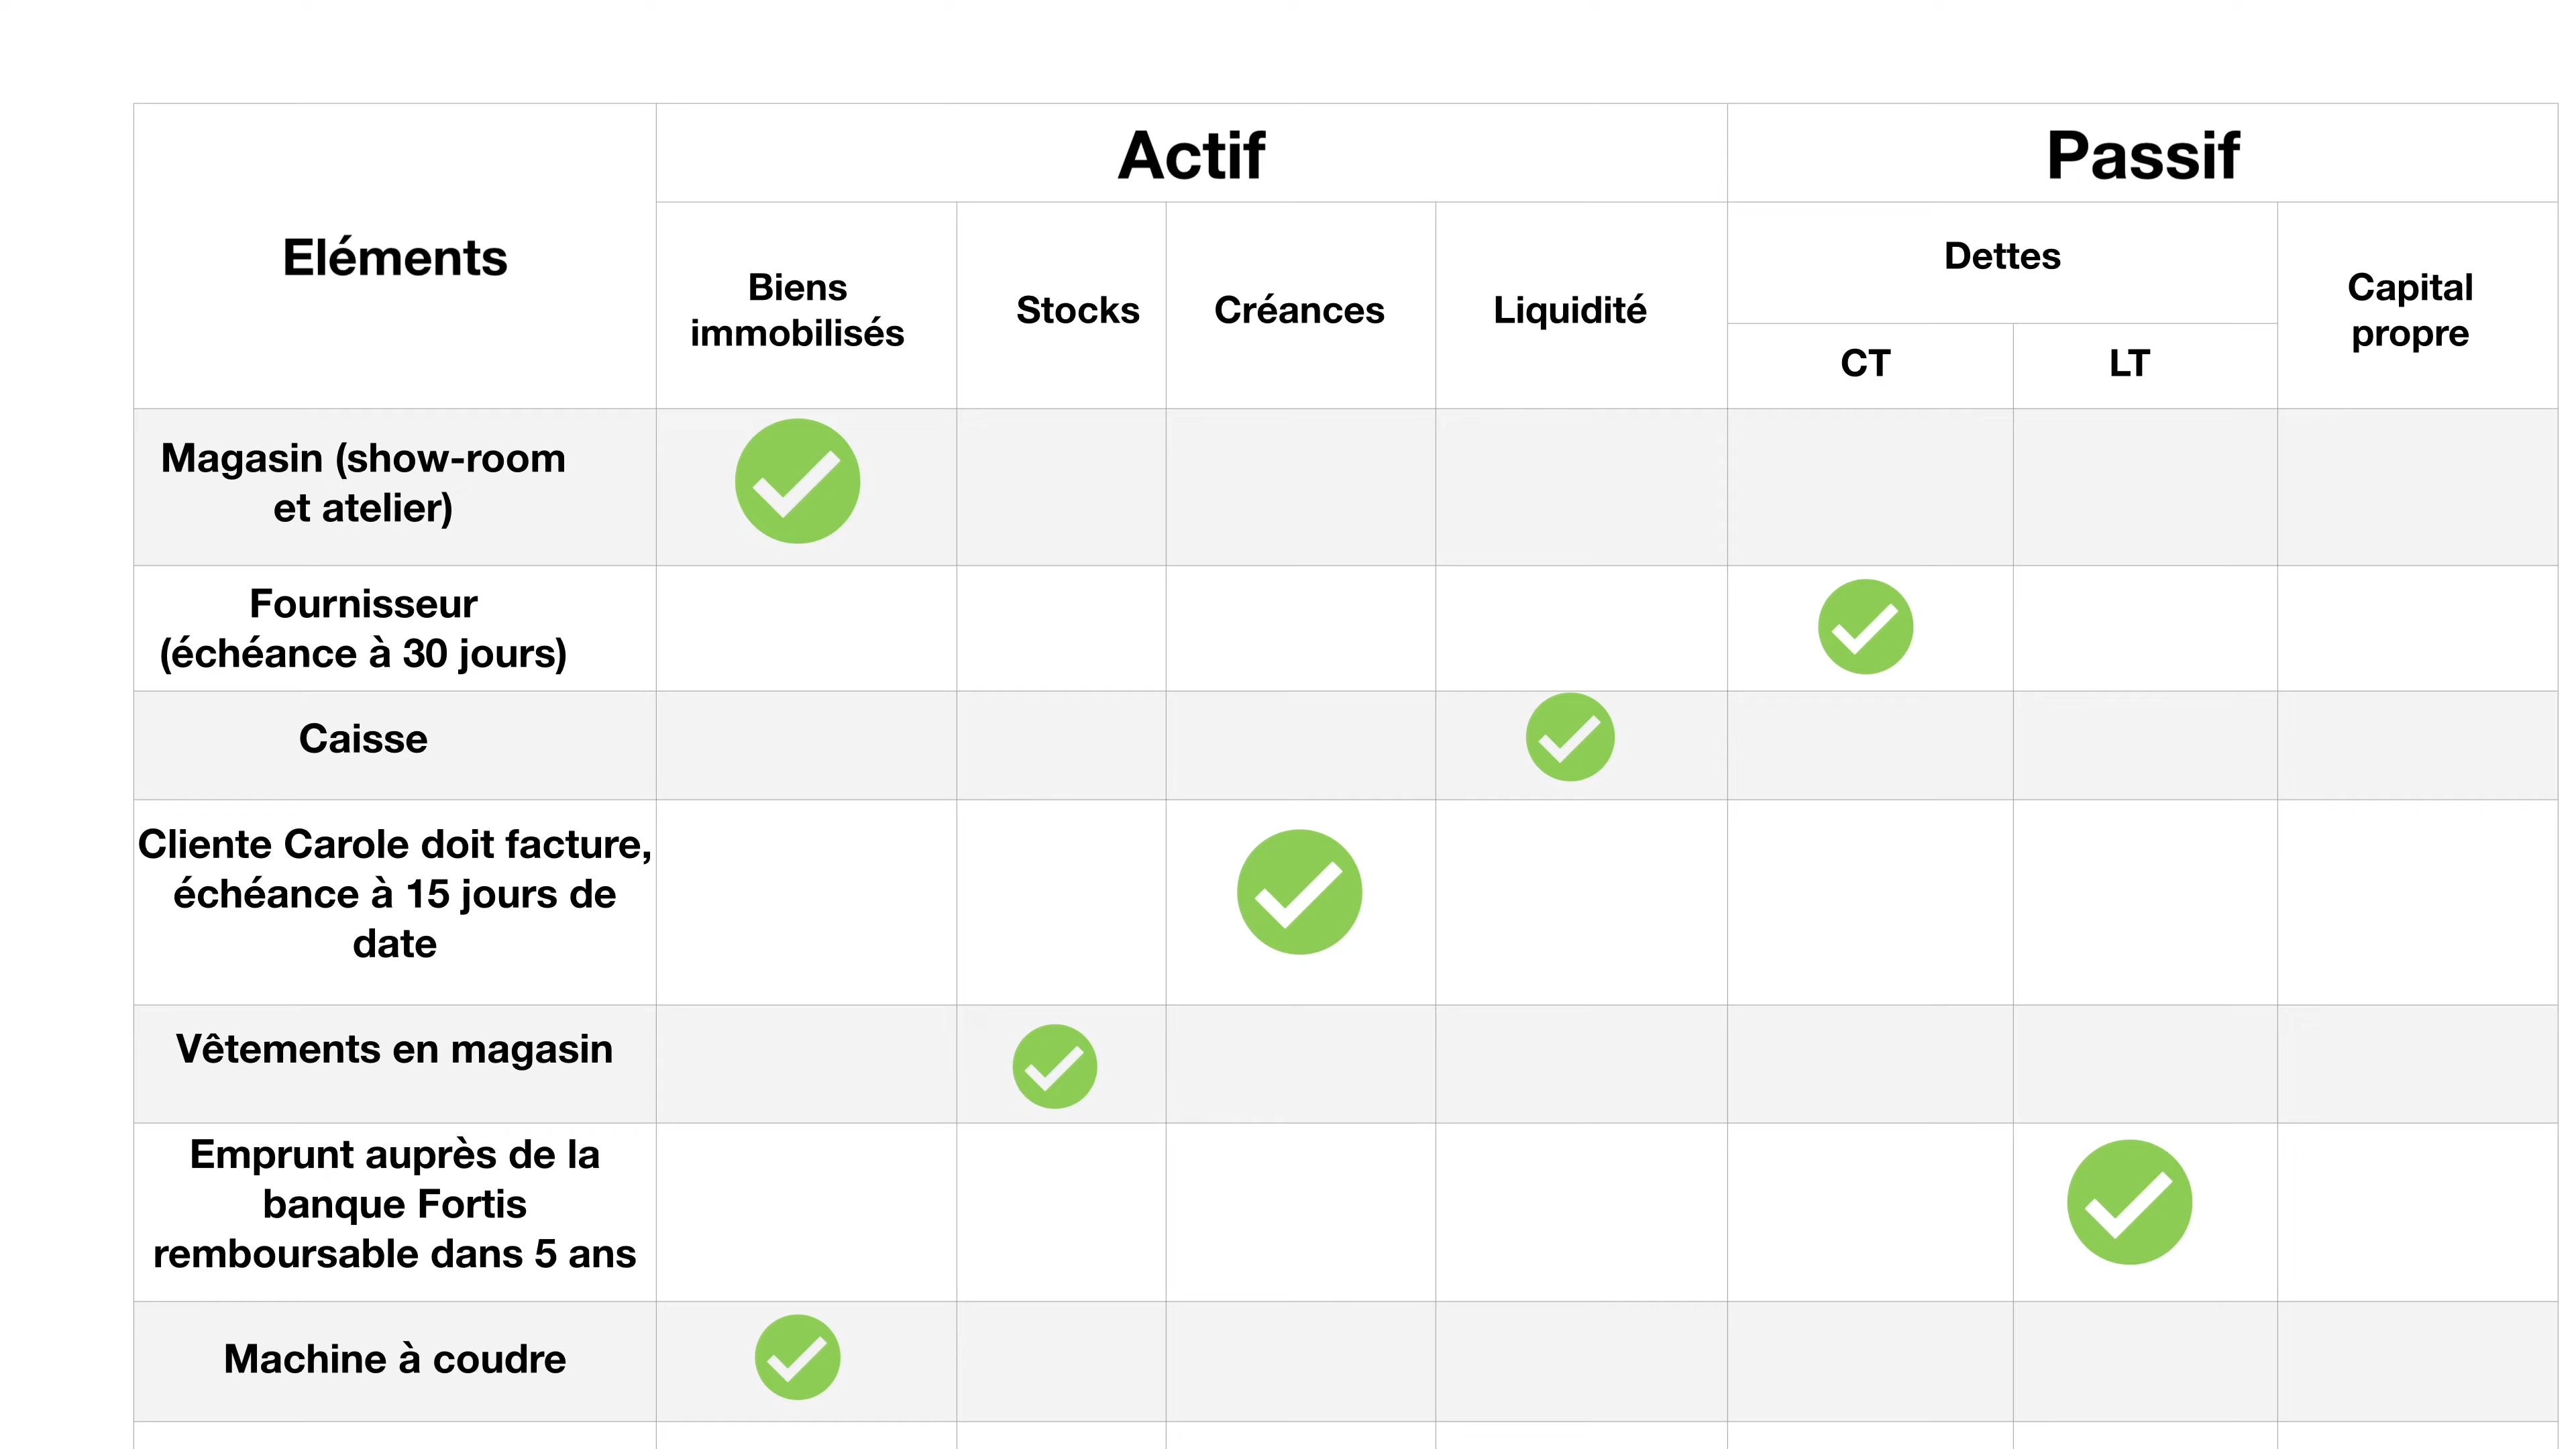 Eléments
Actif
Passif
Biens
immobilisés
Stocks
Créances
Liquidité
Dettes
CT
LT
Capital
propre
Magasin (show-room
et atelier)
Fournisseur
(échéance à 30 jours)
Caisse
Cliente Carole doit facture,
échéance à 15 jours de
date
Vêtements en magasin
Emprunt auprès de la
banque Fortis
remboursable dans 5 ans
Machine à coudre